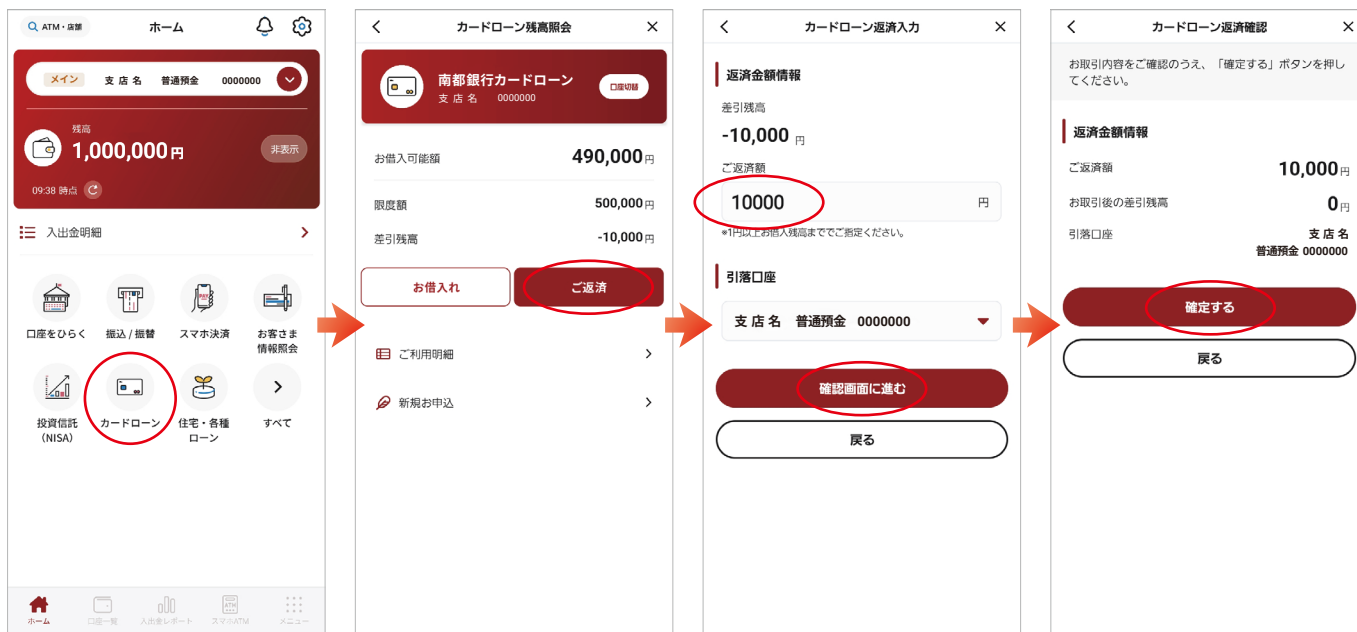 ATM・店舗
ホーム
メイン 支店名 普通預金 0000000
残高
1,000,000円
非表示
09:38 時点
入出金明細
口座をひらく 振込/振替 スマホ決済 お客さま
情報照会
投資信託
(NISA)
カードローン
住宅・各種
ローン
すべて
ホーム 口座一覧 入出金レポート スマホATM メニュー
カードローン残高照会
南都銀行カードローン
支店名 0000000
口座切替
お借入可能額 490,000円
限度額 500,000円
差引残高 -10,000円
お借入れ ご返済
ご利用明細
新規お申込
カードローン返済入力
返済金額情報
差引残高
-10,000 円
ご返済額
10000 円
*1円以上お借入残高まででご指定ください。
引落口座
支店名 普通預金 0000000
確認画面に進む
戻る
カードローン返済確認
お取引内容をご確認のうえ、「確定する」ボタンを押し
てください。
返済金額情報
ご返済額 10,000円
お取引後の差引残高 0円
引落口座 支店名
普通預金 0000000
確定する
戻る